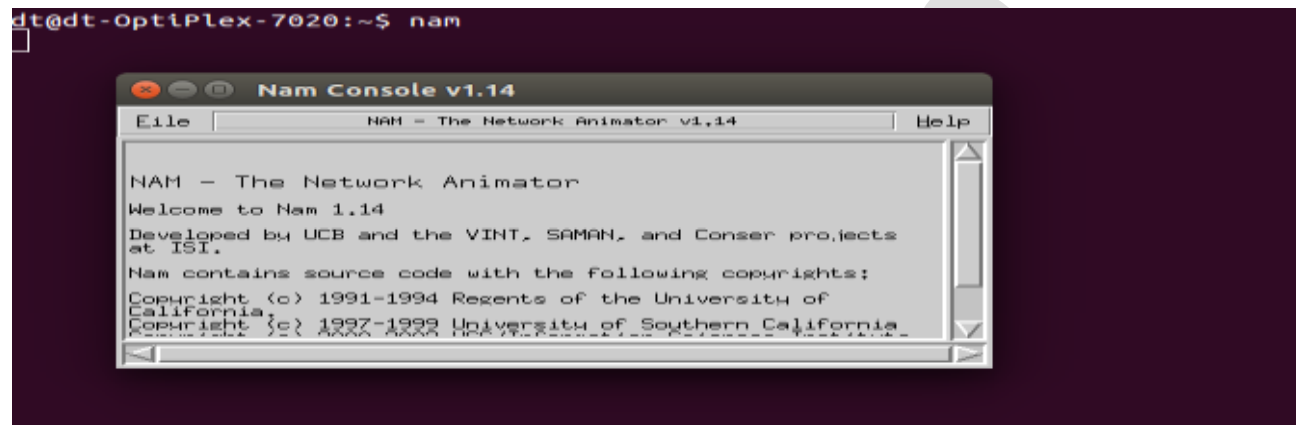 dt@dt-OptiPlex-7020:~$ nam
Nam Console v1.14
File
NAM - The Network Animator v1.14
Help
NAM - The Network Animator
Welcome to Nam 1.14
Developed by UCB and the VINT, SAMAN, and Conser projects
at ISI.
Nam contains source code with the following copyrights:
Copyright (c) 1991-1994 Regents of the University of
California.
Copyright (c) 1997-1999 University of Southern California